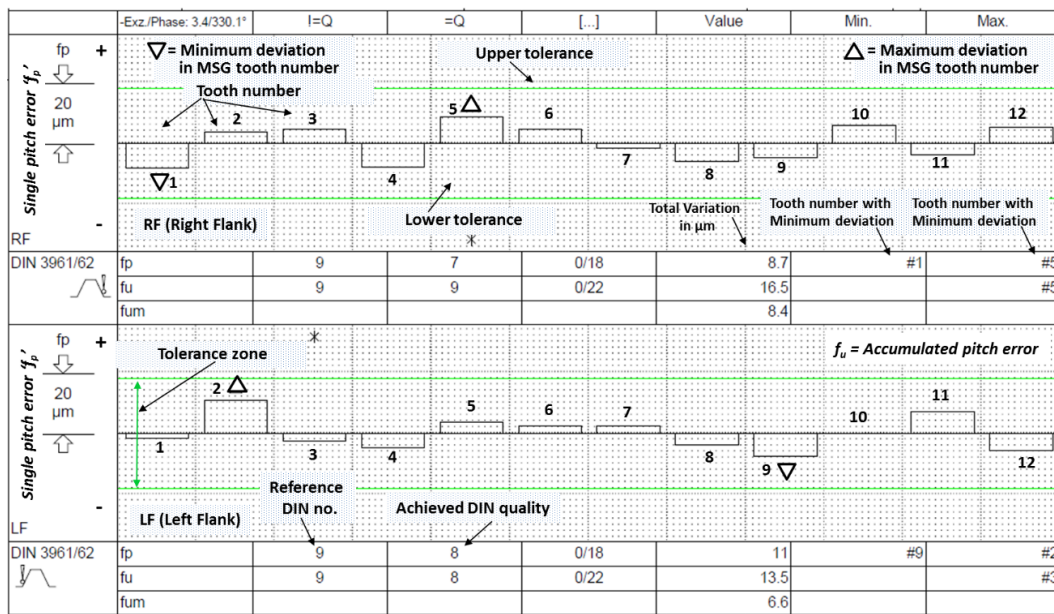 -Exz./Phase: 3.4/330.1° !=Q =Q [...] Value Min. Max.
fp +
Single pitch error 'fp'
20
μm
-
RF
▽ = Minimum deviation
in MSG tooth number
Tooth number
Upper tolerance
△ = Maximum deviation
in MSG tooth number
1 2 3 4 5 6 7 8 9 10 11 12
RF (Right Flank)
Lower tolerance
Total Variation
in μm
Tooth number with
Minimum deviation
Tooth number with
Minimum deviation
DIN 3961/62 fp 9 7 0/18 8.7 #1 #5
fu 9 9 0/22 16.5 #5
fum 8.4
fp +
Single pitch error 'fp'
20
μm
-
LF
Tolerance zone
fu = Accumulated pitch error
1 2 3 4 5 6 7 8 9 10 11 12
LF (Left Flank)
Reference
DIN no.
Achieved DIN quality
DIN 3961/62 fp 9 8 0/18 11 #9 #2
fu 9 8 0/22 13.5 #3
fum 6.6